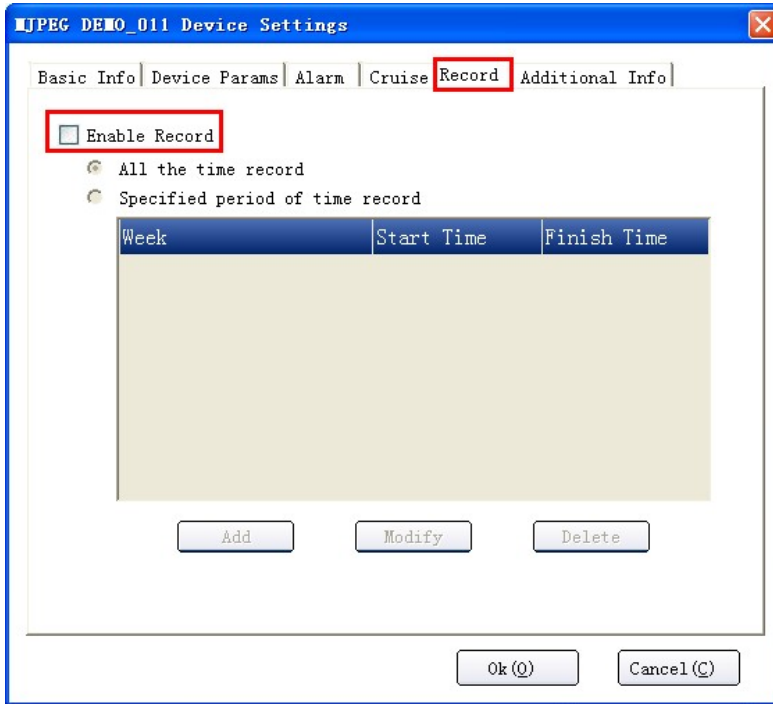 MJPEG DEMO_011 Device Settings
Basic Info Device Params Alarm Cruise Record Additional Info
Enable Record
All the time record
Specified period of time record
Week Start Time Finish Time
Add Modify Delete
Ok(O) Cancel(C)